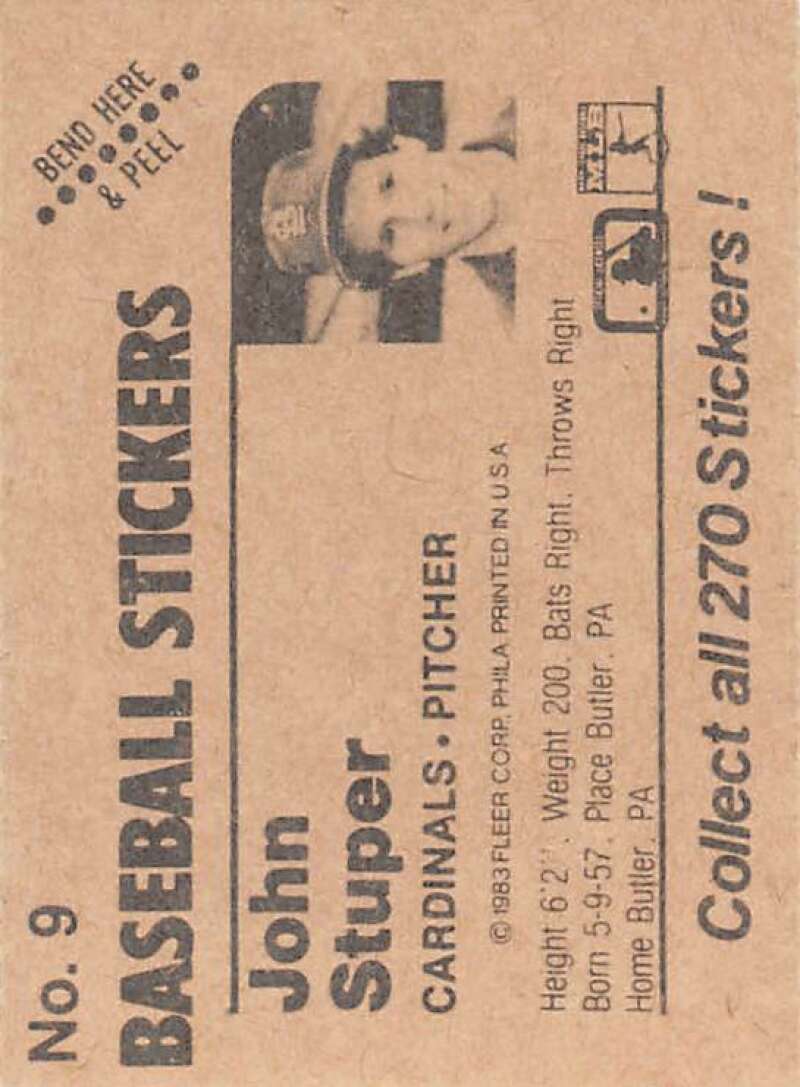 No. 9
BEND HERE
& PEEL
BASEBALL STICKERS
John
Stuper
CARDINALS • PITCHER
© 1983 FLEER CORP. PHILA PRINTED IN U.S.A
Height 6'2". Weight 200. Bats Right. Throws Right
Born 5-9-57. Place Butler. PA
Home Butler. PA
Collect all 270 Stickers!